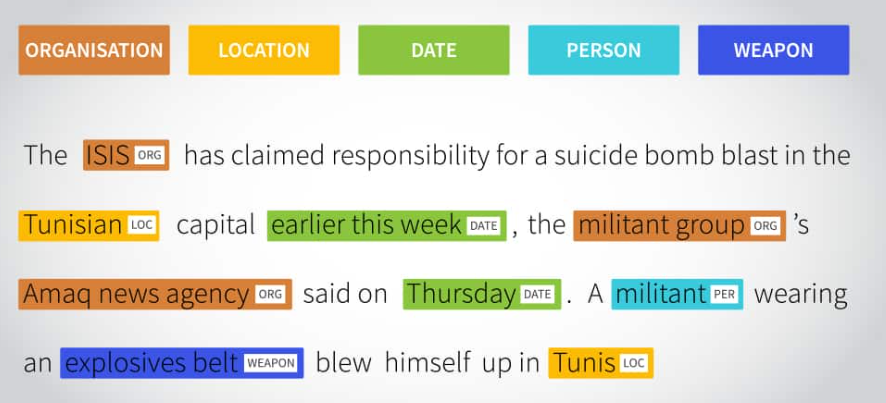 ORGANISATION LOCATION DATE PERSON WEAPON
The ISIS ORG has claimed responsibility for a suicide bomb blast in the
Tunisian LOC capital earlier this week DATE , the militant group ORG 's
Amaq news agency ORG said on Thursday DATE . A militant PER wearing
an explosives belt WEAPON blew himself up in Tunis LOC